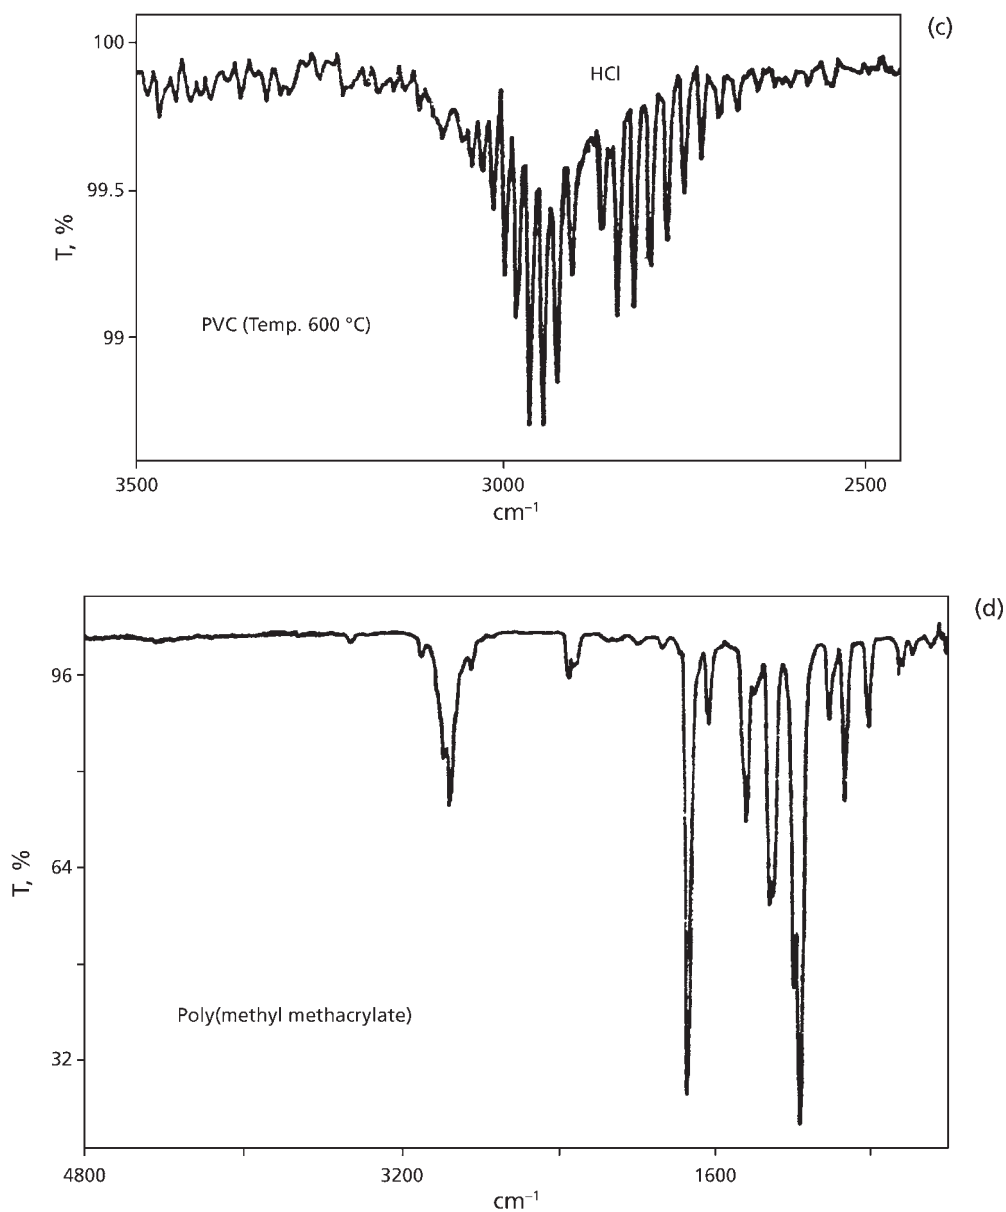 (c)
100
HCl
99.5
T, %
PVC (Temp. 600 °C)
99
3500
3000
2500
cm⁻¹
(d)
96
64
T, %
Poly(methyl methacrylate)
32
4800
3200
1600
cm⁻¹